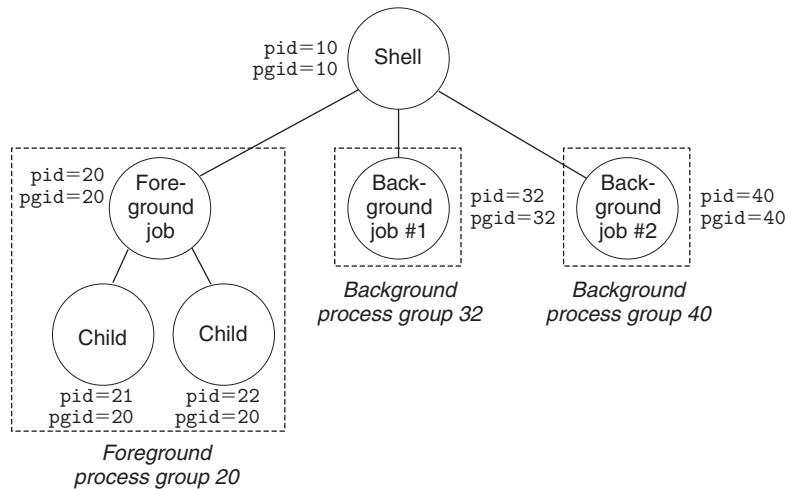 pid=10
pgid=10
Shell
pid=20
pgid=20
Fore-
ground
job
Back-
ground
job #1
pid=32
pgid=32
Back-
ground
job #2
pid=40
pgid=40
Child
Child
pid=21
pgid=20
pid=22
pgid=20
Background
process group 32
Background
process group 40
Foreground
process group 20